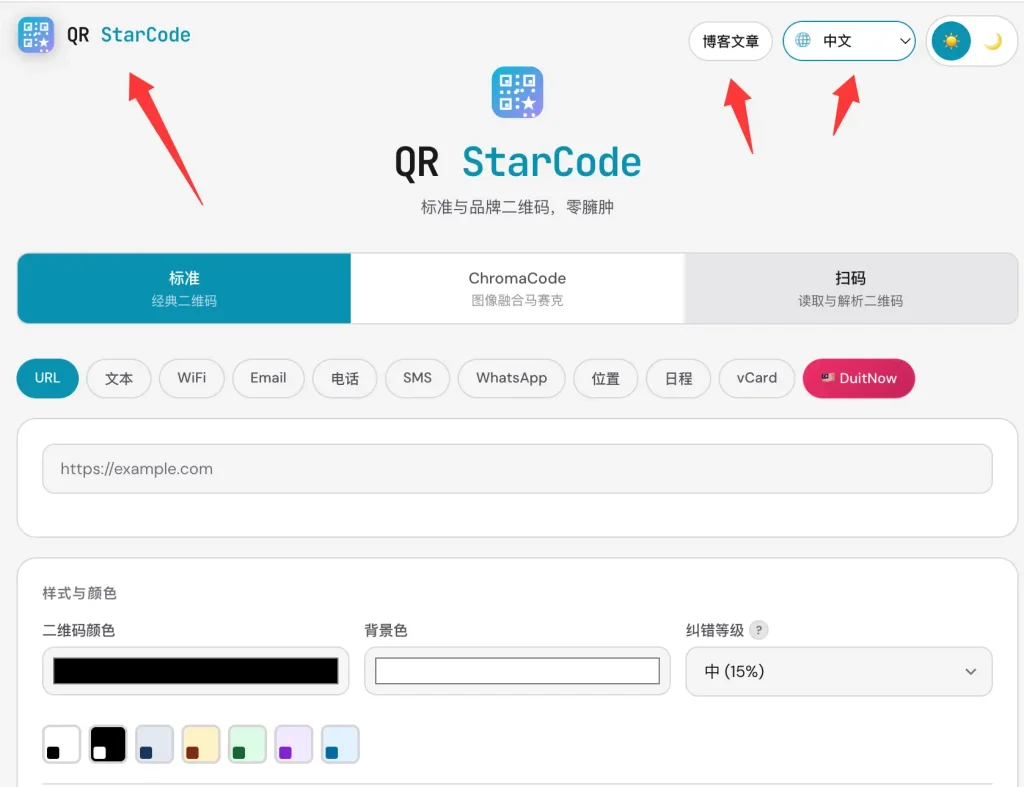 QR StarCode
博客文章
中文
QR StarCode
标准与品牌二维码，零臃肿
标准
经典二维码
ChromaCode
图像融合马赛克
扫码
读取与解析二维码
URL
文本
WiFi
Email
电话
SMS
WhatsApp
位置
日程
vCard
DuitNow
https://example.com
样式与颜色
二维码颜色
背景色
纠错等级 ?
中 (15%)